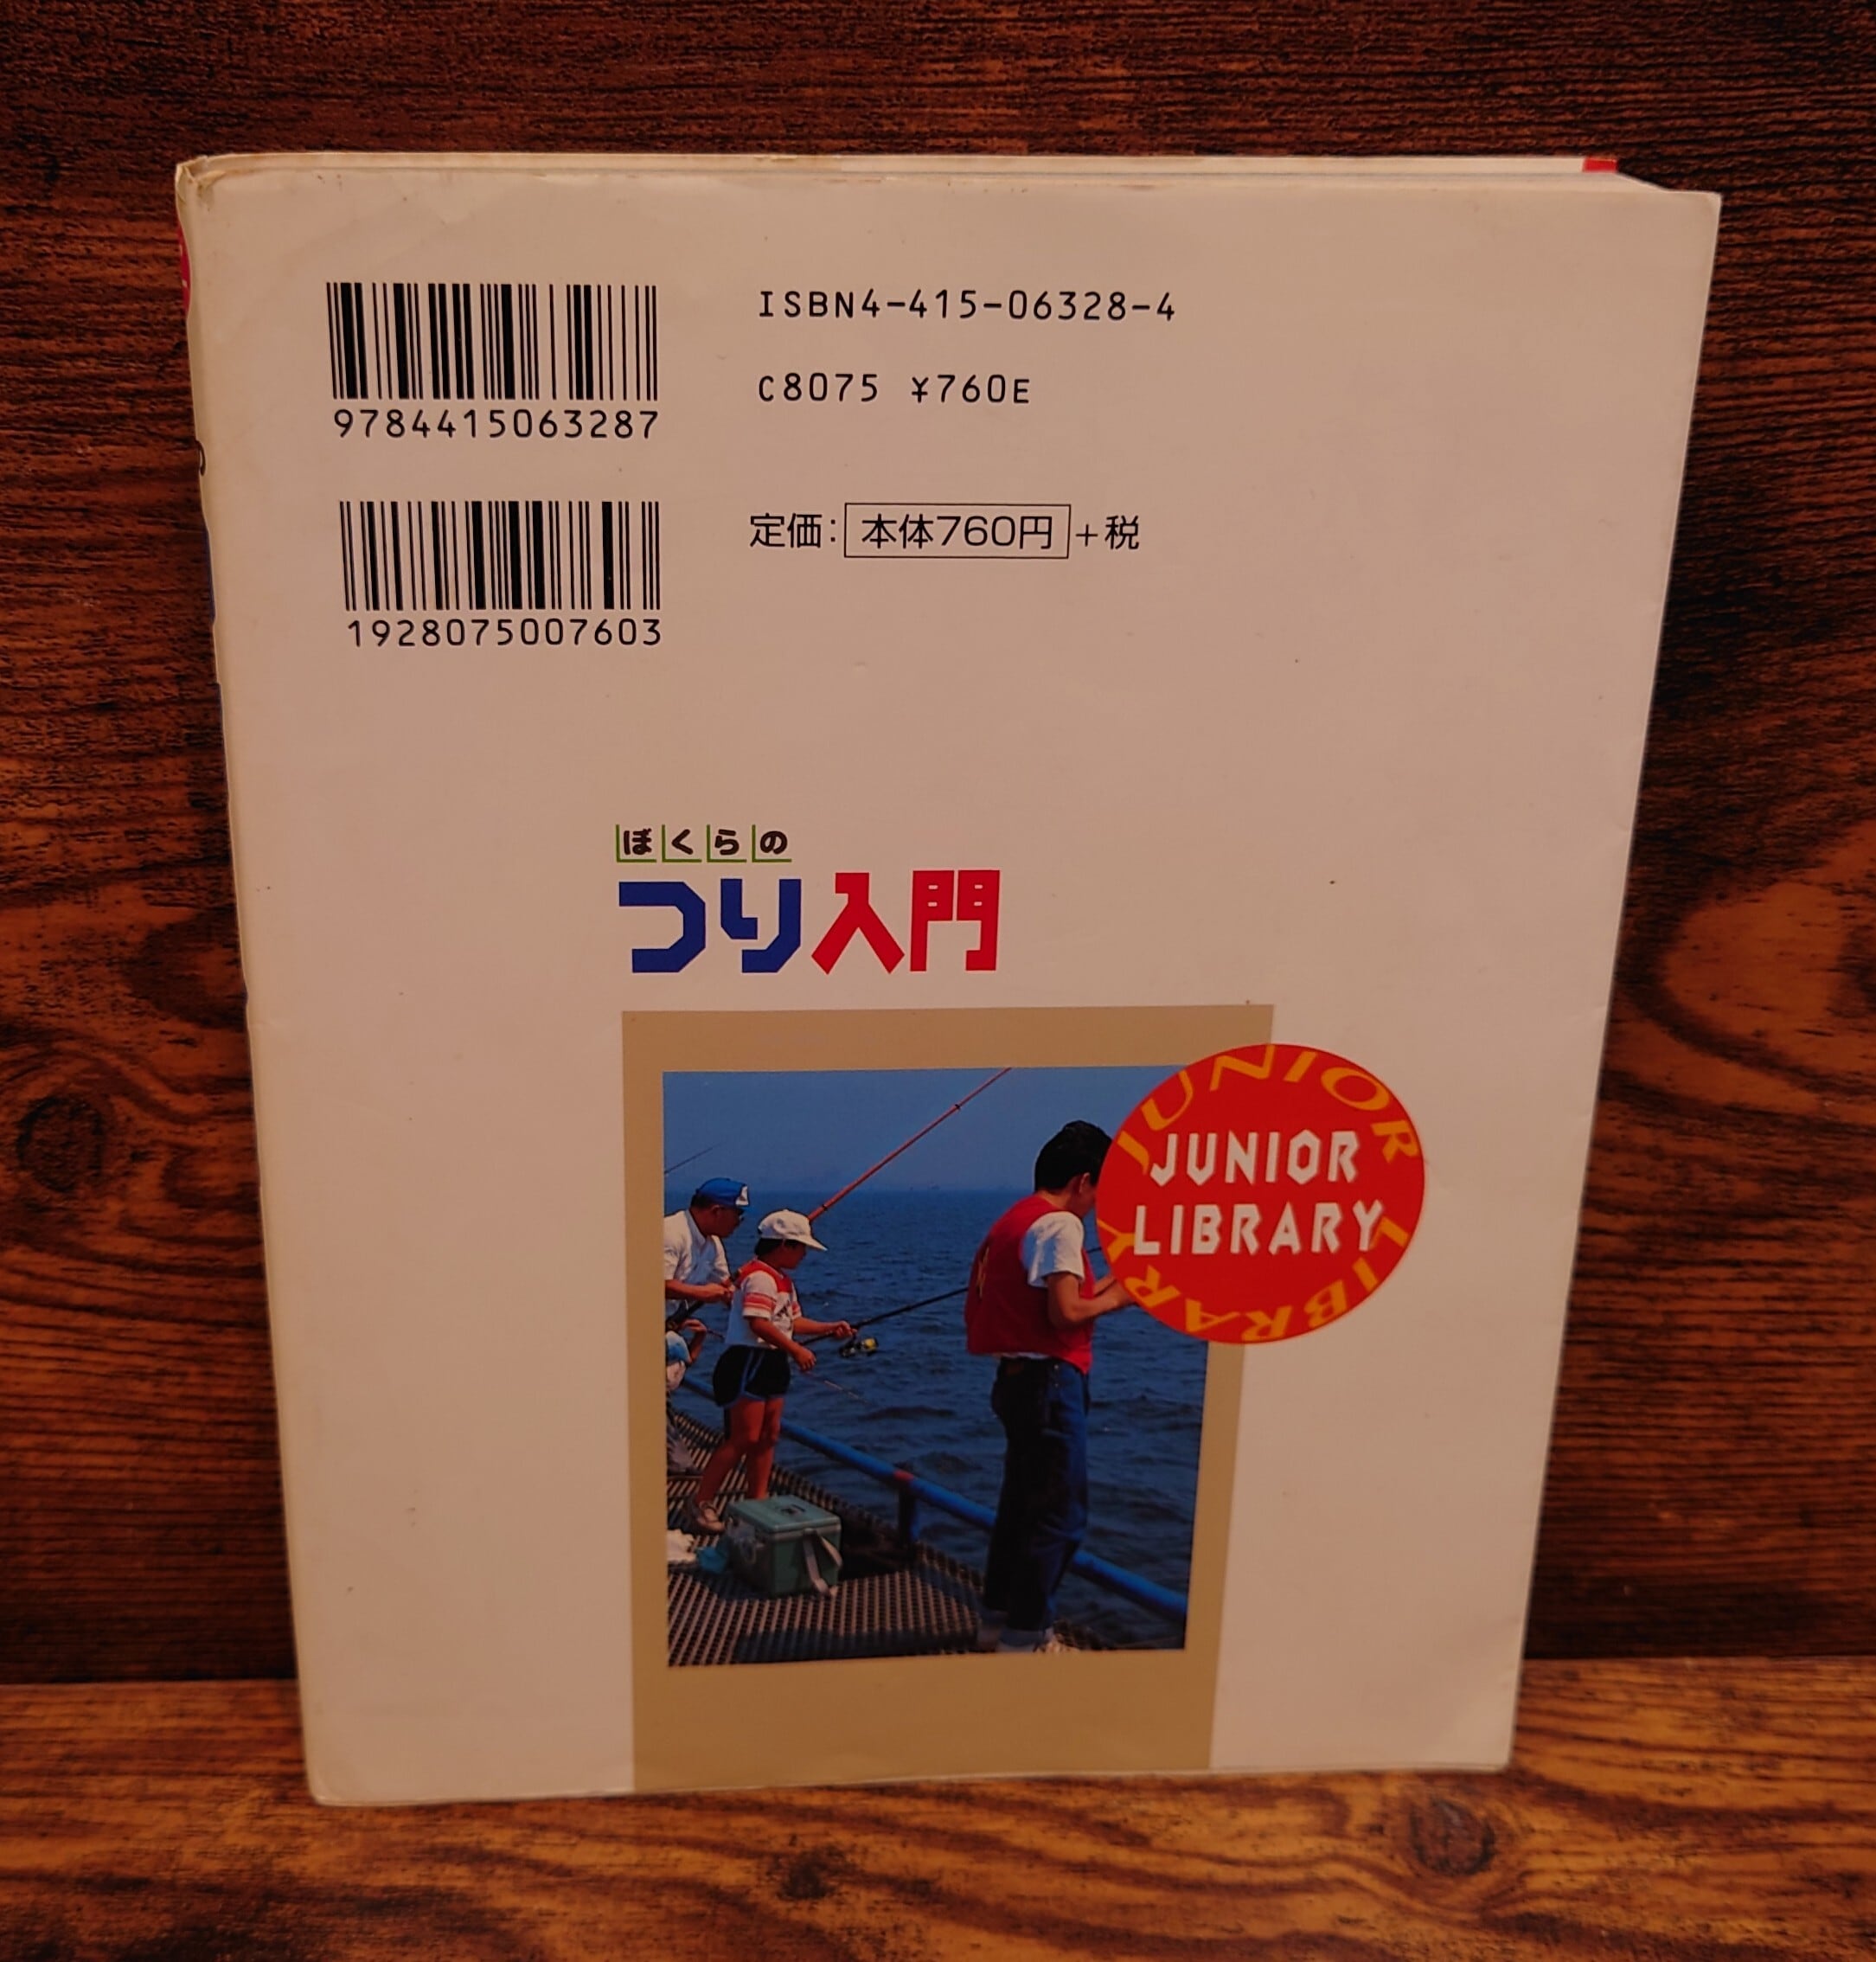 ISBN4-415-06328-4
9784415063287
C8075 ¥760E
定価：本体760円+税
1928075007603
ぼくらの
つり入門
JUNIOR LIBRARY
JUNIOR
LIBRARY